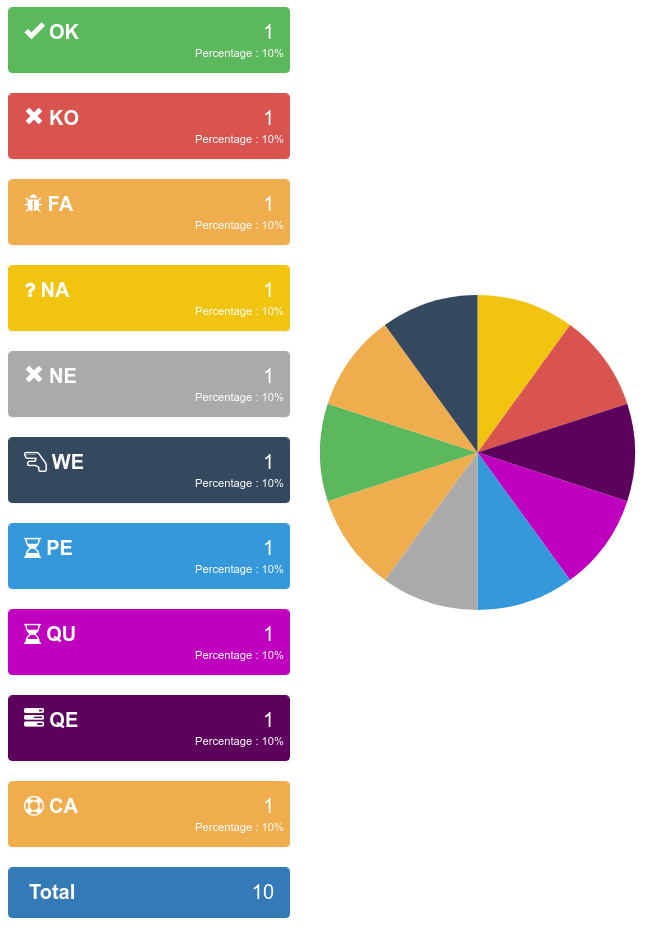 OK 1
Percentage : 10%
KO 1
Percentage : 10%
FA 1
Percentage : 10%
? NA 1
Percentage : 10%
NE 1
Percentage : 10%
WE 1
Percentage : 10%
PE 1
Percentage : 10%
QU 1
Percentage : 10%
QE 1
Percentage : 10%
CA 1
Percentage : 10%
Total 10